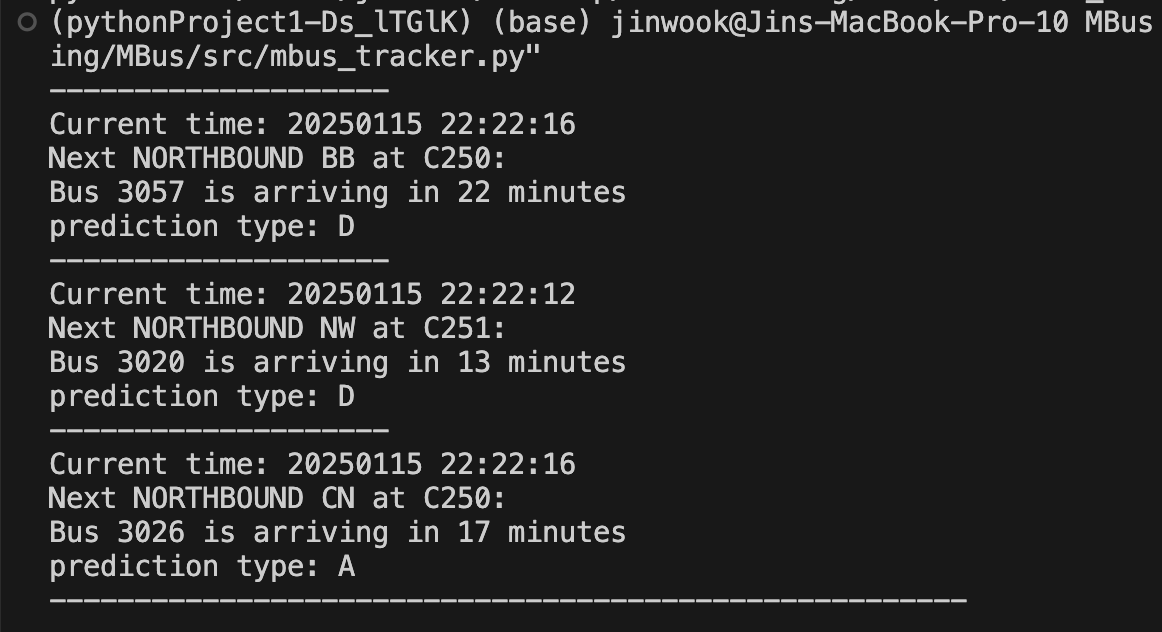 (pythonProject1-Ds_lTGlK) (base) jinwook@Jins-MacBook-Pro-10 MBus
ing/MBus/src/mbus_tracker.py"
--------------------
Current time: 20250115 22:22:16
Next NORTHBOUND BB at C250:
Bus 3057 is arriving in 22 minutes
prediction type: D
--------------------
Current time: 20250115 22:22:12
Next NORTHBOUND NW at C251:
Bus 3020 is arriving in 13 minutes
prediction type: D
--------------------
Current time: 20250115 22:22:16
Next NORTHBOUND CN at C250:
Bus 3026 is arriving in 17 minutes
prediction type: A
------------------------------------------------------